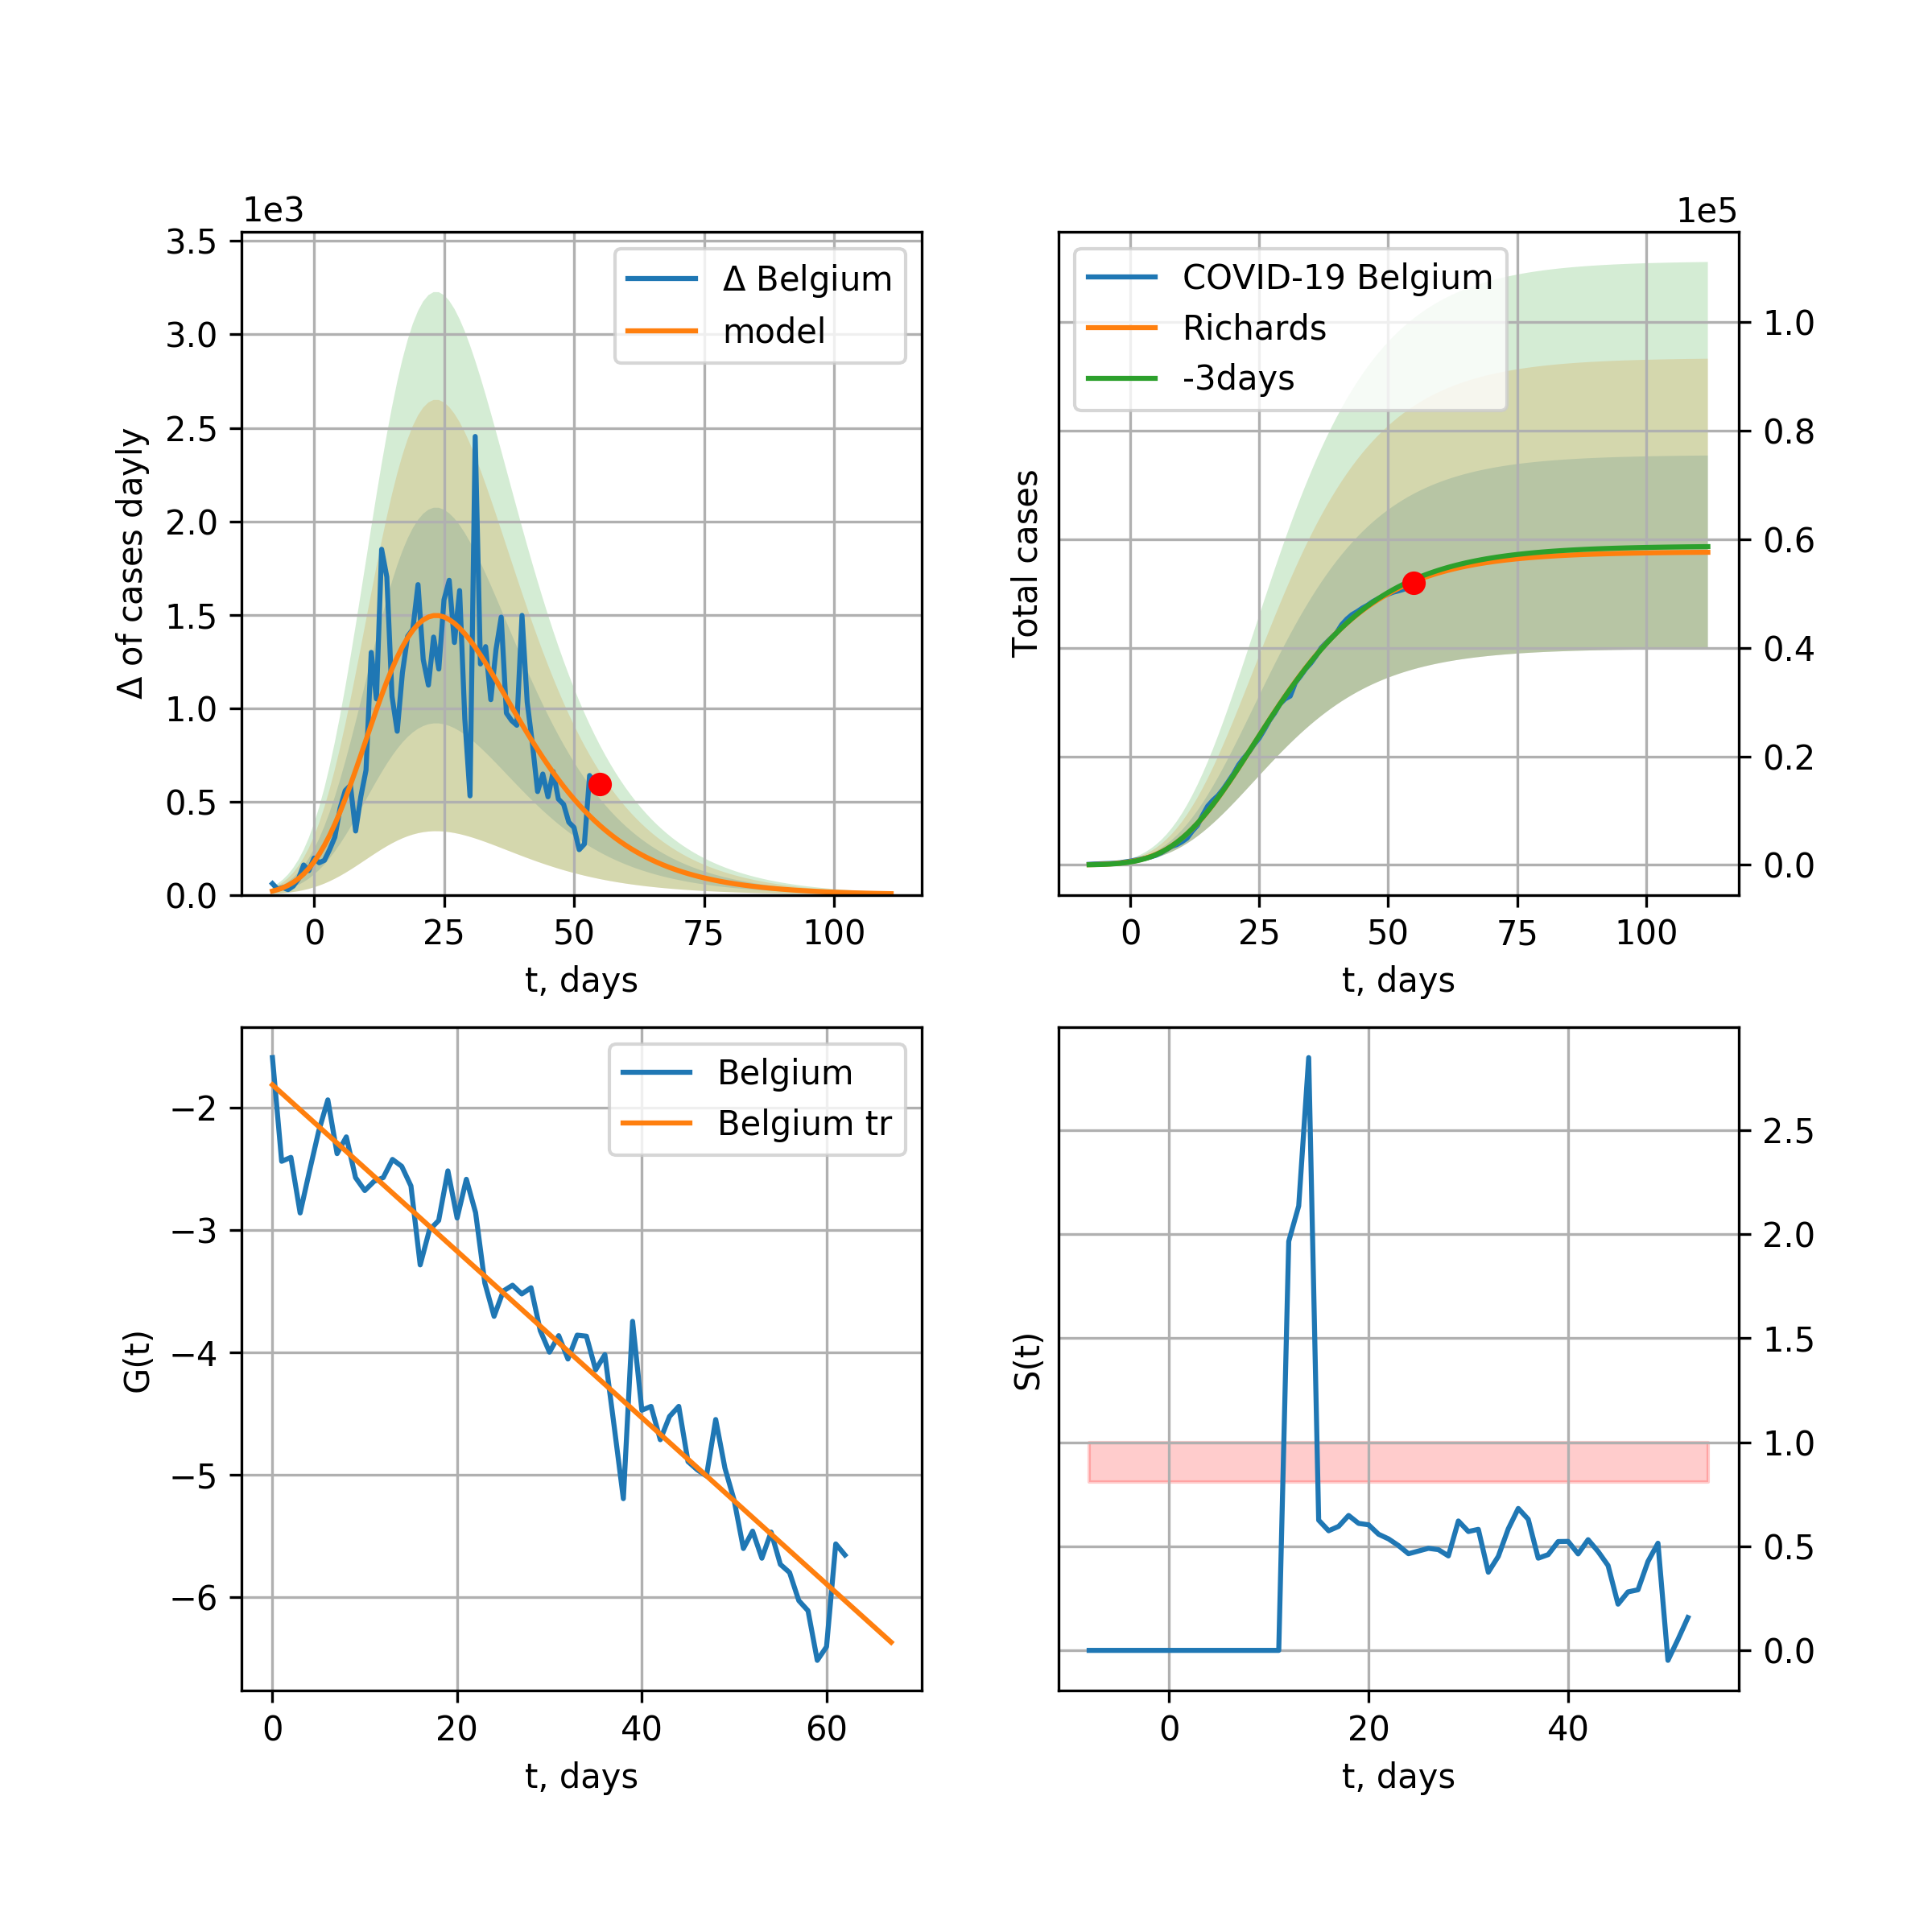 1e3
3.5
3.0
2.5
2.0
1.5
1.0
0.5
0.0
Δ of cases dayly
Δ Belgium
model
0 25 50 75 100
t, days
1e5
Total cases
COVID-19 Belgium
Richards
-3days
1.0
0.8
0.6
0.4
0.2
0.0
0 25 50 75 100
t, days
−2
−3
−4
−5
−6
G(t)
Belgium
Belgium tr
0 20 40 60
t, days
S(t)
2.5
2.0
1.5
1.0
0.5
0.0
0 20 40
t, days